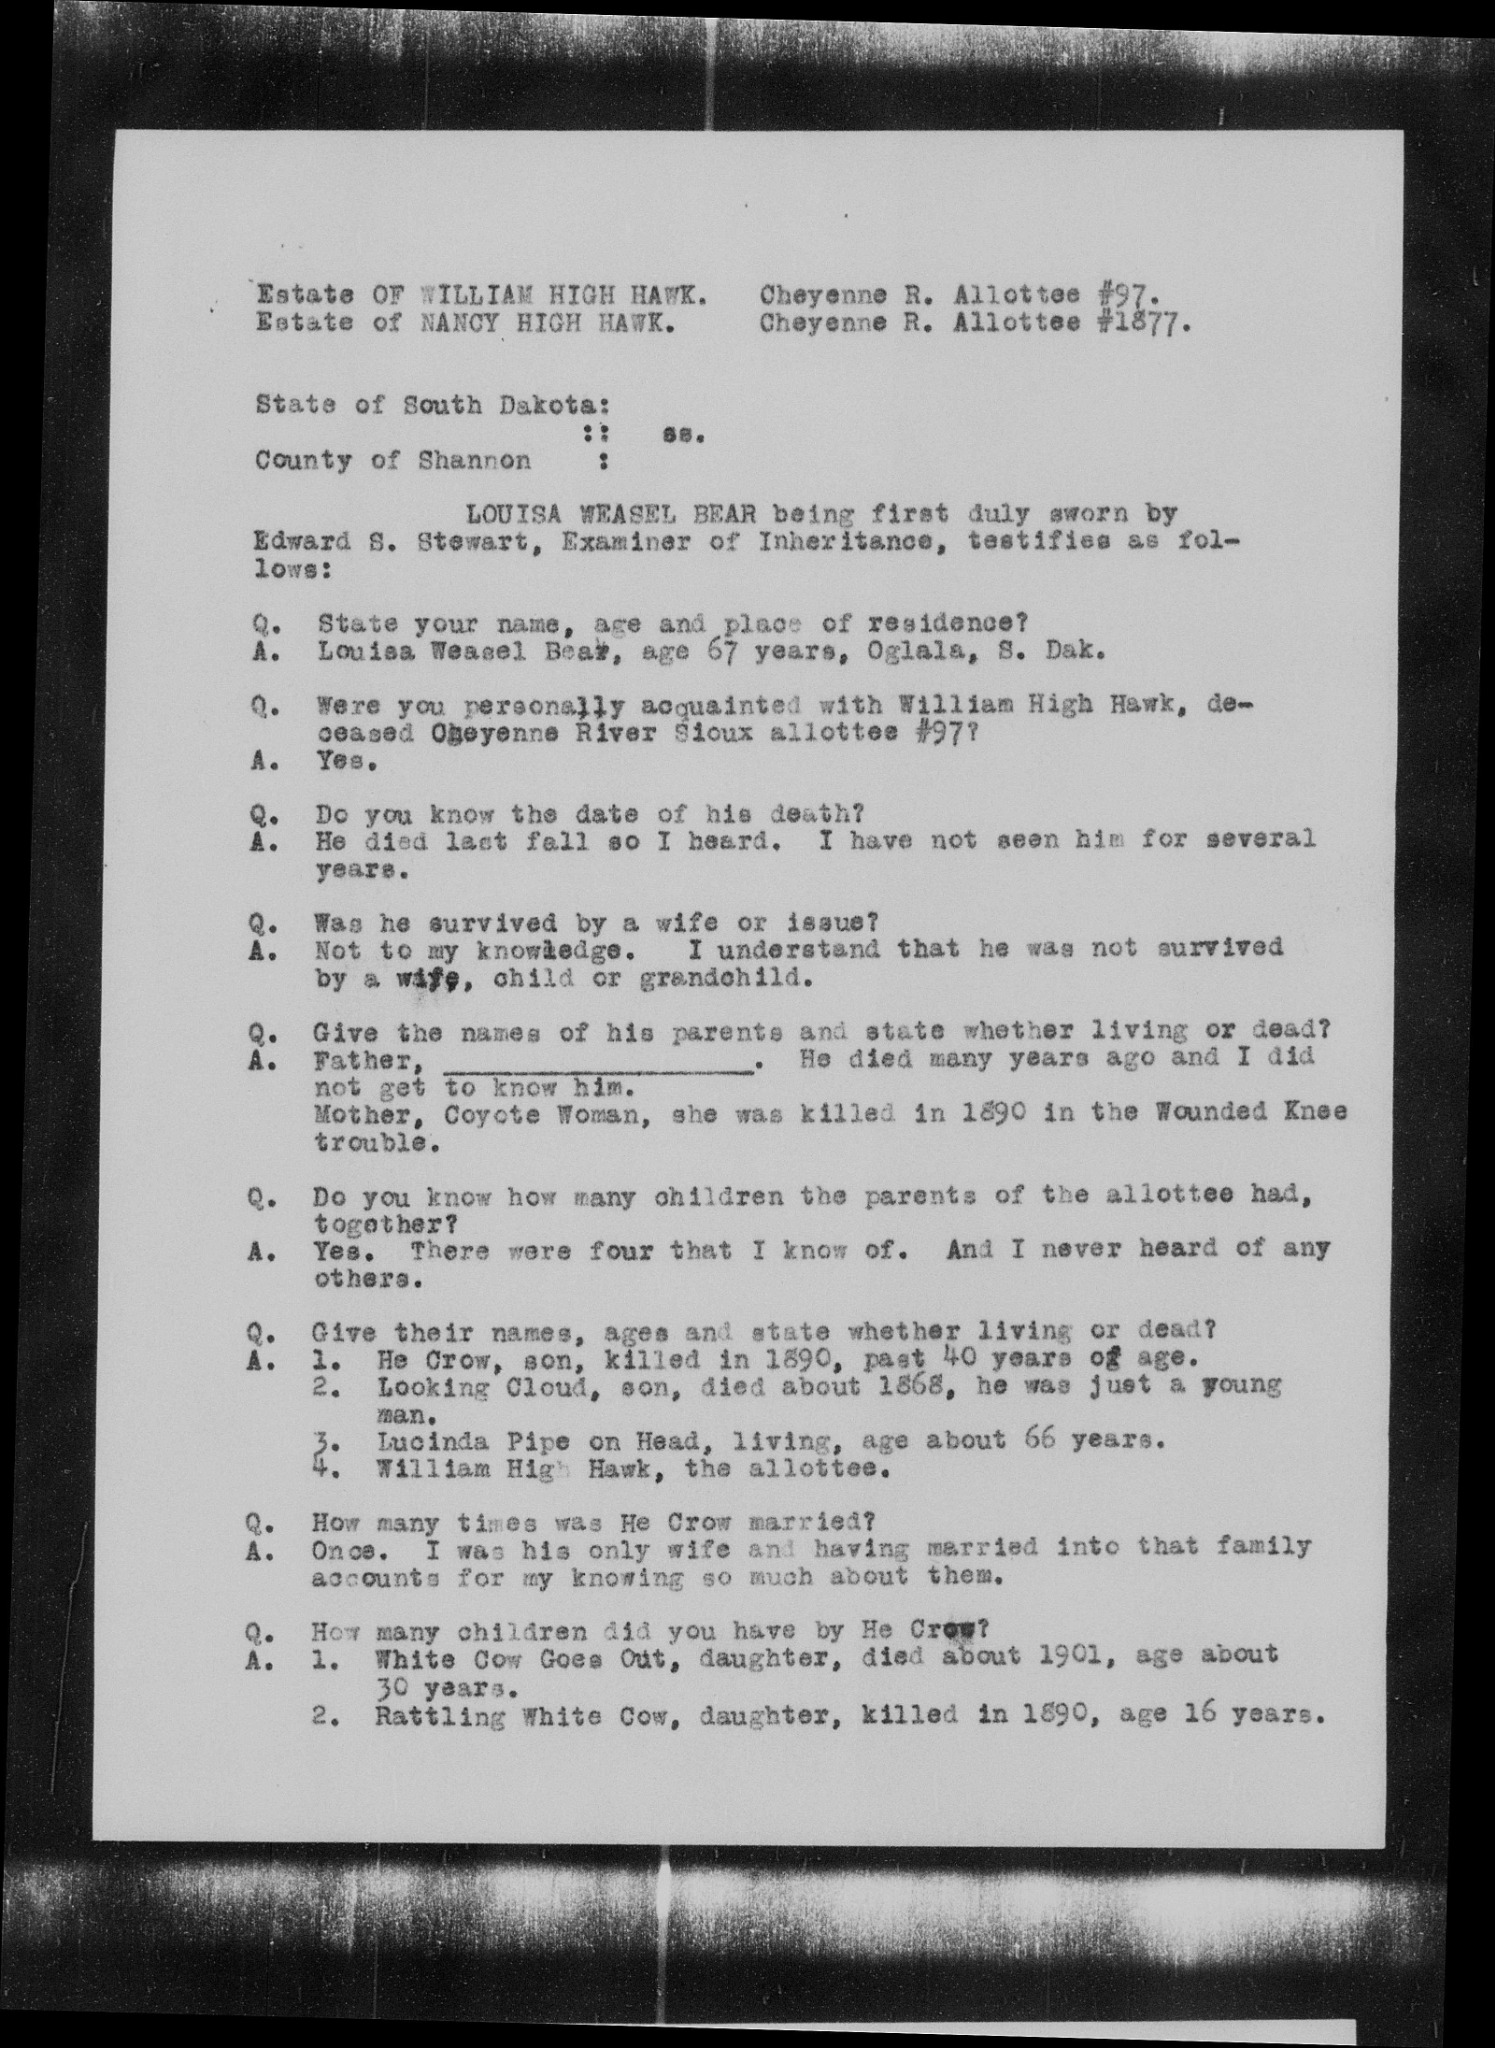 Estate OF WILLIAM HIGH HAWK. Cheyenne R. Allottee #97.
Estate of NANCY HIGH HAWK. Cheyenne R. Allottee #1877.
State of South Dakota:
:: ss.
County of Shannon :
LOUISA WEASEL BEAR being first duly sworn by
Edward S. Stewart, Examiner of Inheritance, testifies as fol-
lows:
Q. State your name, age and place of residence?
A. Louisa Weasel Bear, age 67 years, Oglala, S. Dak.
Q. Were you personally acquainted with William High Hawk, de-
ceased Cheyenne River Sioux allottee #97?
A. Yes.
Q. Do you know the date of his death?
A. He died last fall so I heard. I have not seen him for several
years.
Q. Was he survived by a wife or issue?
A. Not to my knowledge. I understand that he was not survived
by a wife, child or grandchild.
Q. Give the names of his parents and state whether living or dead?
A. Father, ___________________. He died many years ago and I did
not get to know him.
Mother, Coyote Woman, she was killed in 1890 in the Wounded Knee
trouble.
Q. Do you know how many children the parents of the allottee had,
together?
A. Yes. There were four that I know of. And I never heard of any
others.
Q. Give their names, ages and state whether living or dead?
A. 1. He Crow, son, killed in 1890, past 40 years of age.
2. Looking Cloud, son, died about 1868, he was just a young
man.
3. Lucinda Pipe on Head, living, age about 66 years.
4. William High Hawk, the allottee.
Q. How many times was He Crow married?
A. Once. I was his only wife and having married into that family
accounts for my knowing so much about them.
Q. How many children did you have by He Crow?
A. 1. White Cow Goes Out, daughter, died about 1901, age about
30 years.
2. Rattling White Cow, daughter, killed in 1890, age 16 years.